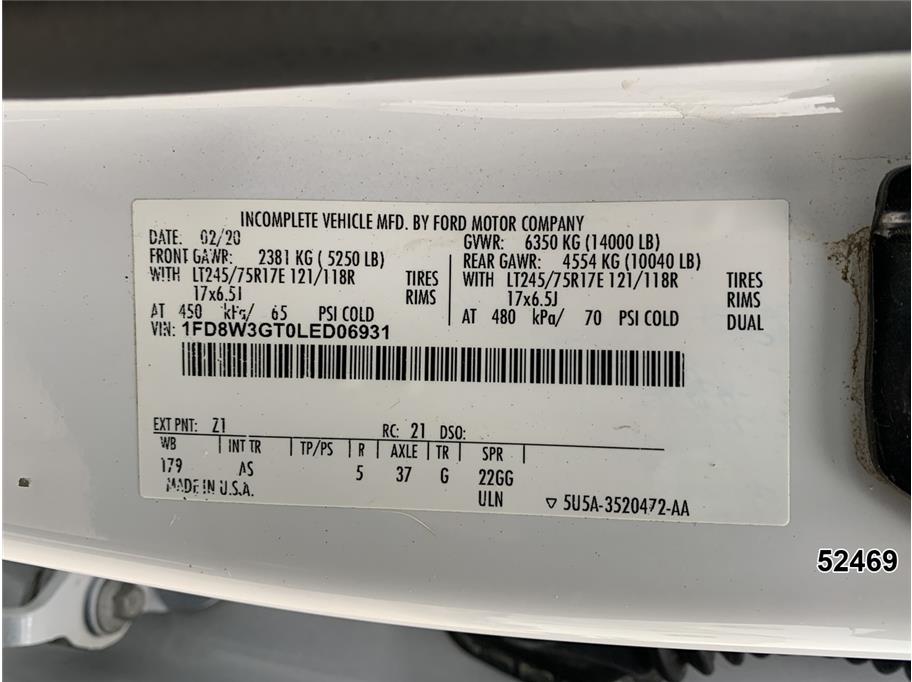 INCOMPLETE VEHICLE MFD. BY FORD MOTOR COMPANY
DATE: 02/20 GVWR: 6350 KG (14000 LB)
FRONT GAWR: 2381 KG ( 5250 LB) REAR GAWR: 4554 KG (10040 LB)
WITH LT245/75R17E 121/118R TIRES WITH LT245/75R17E 121/118R TIRES
17x6.5J RIMS 17x6.5J RIMS
AT 450 kPa/ 65 PSI COLD AT 480 kPa/ 70 PSI COLD DUAL
VIN: 1FD8W3GT0LED06931
EXT PNT: Z1 RC: 21 DSO:
WB INT TR TP/PS R AXLE TR SPR
179 AS 5 37 G 22GG
MADE IN U.S.A. ULN ▽ 5U5A-3520472-AA
52469